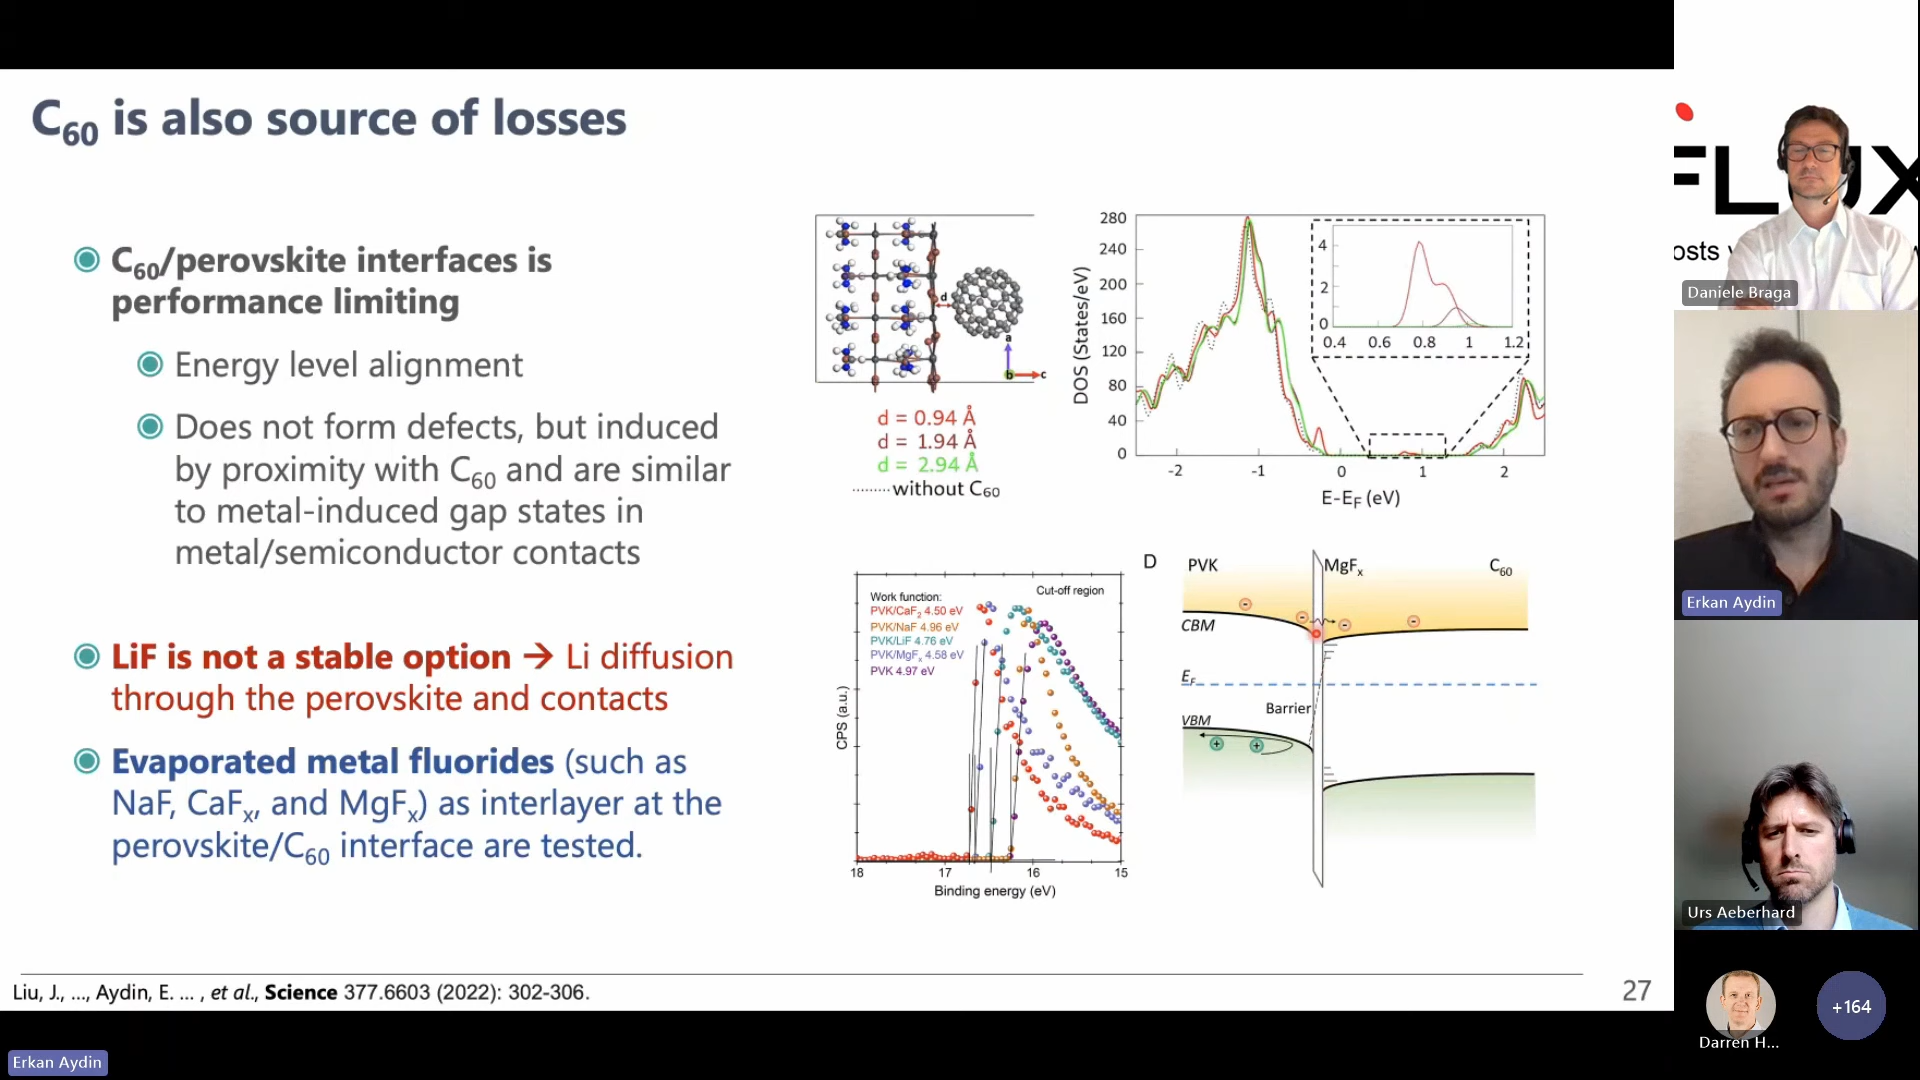 C60 is also source of losses
C60/perovskite interfaces is
performance limiting
Energy level alignment
Does not form defects, but induced
by proximity with C60 and are similar
to metal-induced gap states in
metal/semiconductor contacts
LiF is not a stable option → Li diffusion
through the perovskite and contacts
Evaporated metal fluorides (such as
NaF, CaFx, and MgFx) as interlayer at the
perovskite/C60 interface are tested.
d
a
b
c
d = 0.94 Å
d = 1.94 Å
d = 2.94 Å
without C60
DOS (States/eV)
280
240
200
160
120
80
40
0
-2
-1
0
1
2
E-EF (eV)
4
2
0
0.4
0.6
0.8
1
1.2
Cut-off region
Work function:
PVK/CaF2 4.50 eV
PVK/NaF 4.96 eV
PVK/LiF 4.76 eV
PVK/MgFx 4.58 eV
PVK 4.97 eV
CPS (a.u.)
18
17
16
15
Binding energy (eV)
D
PVK
MgFx
C60
CBM
EF
Barrier
VBM
Liu, J., ..., Aydin, E. ... , et al., Science 377.6603 (2022): 302-306.
27
Erkan Aydin
FLUX
osts
Daniele Braga
Erkan Aydin
Urs Aeberhard
Darren H...
+164